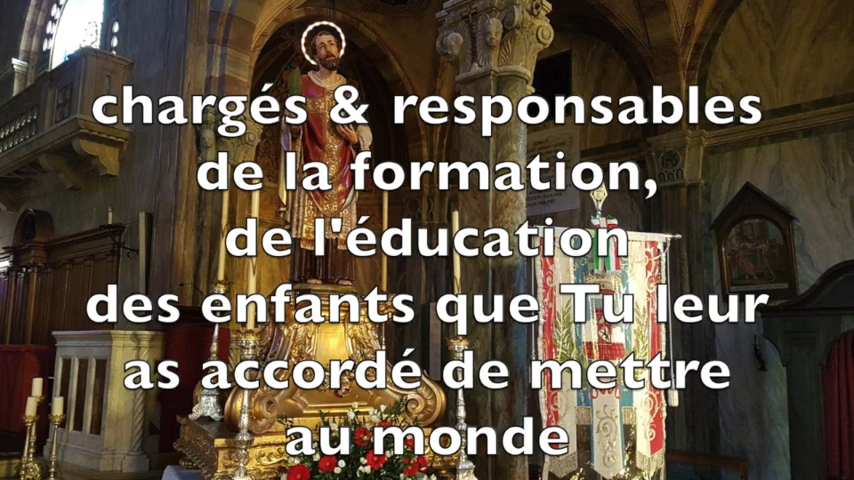 chargés & responsables
de la formation,
de l'éducation
des enfants que Tu leur
as accordé de mettre
au monde